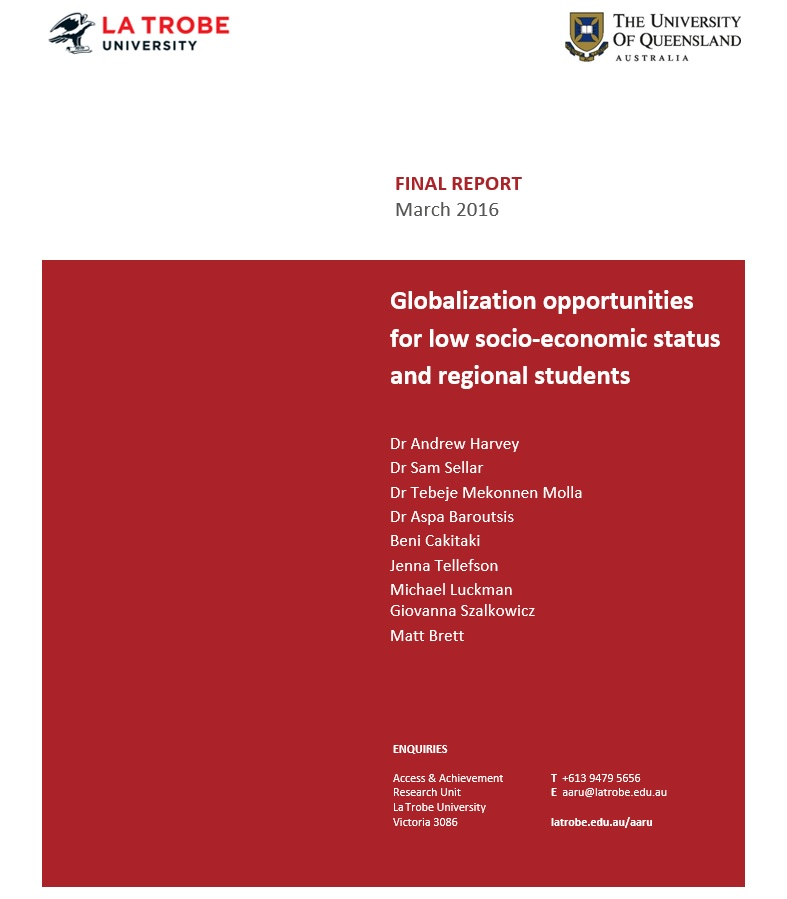 LA TROBE
UNIVERSITY
THE UNIVERSITY
OF QUEENSLAND
AUSTRALIA
FINAL REPORT
March 2016
Globalization opportunities
for low socio-economic status
and regional students
Dr Andrew Harvey
Dr Sam Sellar
Dr Tebeje Mekonnen Molla
Dr Aspa Baroutsis
Beni Cakitaki
Jenna Tellefson
Michael Luckman
Giovanna Szalkowicz
Matt Brett
ENQUIRIES
Access & Achievement
Research Unit
La Trobe University
Victoria 3086
T +613 9479 5656
E aaru@latrobe.edu.au
latrobe.edu.au/aaru